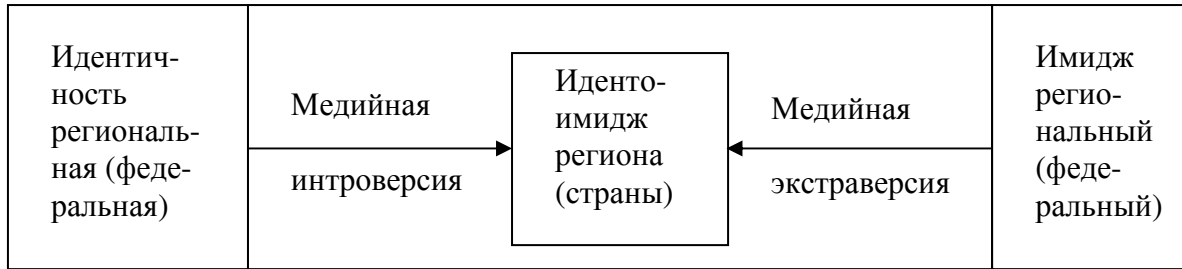 Идентич-
ность
региональ-
ная (феде-
ральная)
Медийная
интроверсия
Иденто-
имидж
региона
(страны)
Медийная
экстраверсия
Имидж
регио-
нальный
(феде-
ральный)